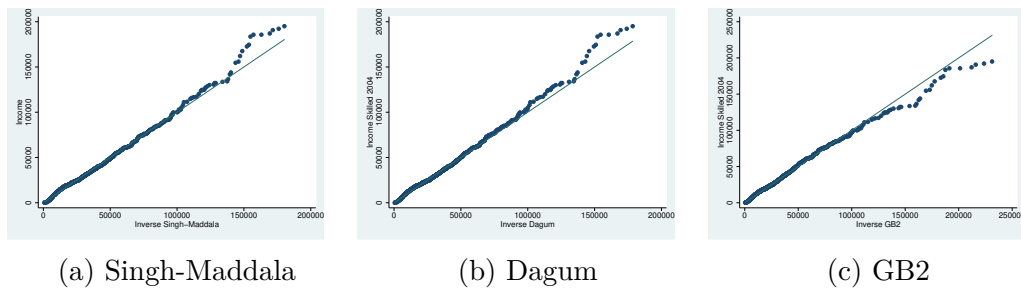 Income
0 50000 100000 150000 200000
0 50000 100000 150000 200000
Inverse Singh-Maddala
(a) Singh-Maddala
Income Skilled 2004
0 50000 100000 150000 200000
0 50000 100000 150000 200000
Inverse Dagum
(b) Dagum
Income Skilled 2004
0 50000 100000 150000 200000 250000
0 50000 100000 150000 200000 25000
Inverse GB2
(c) GB2